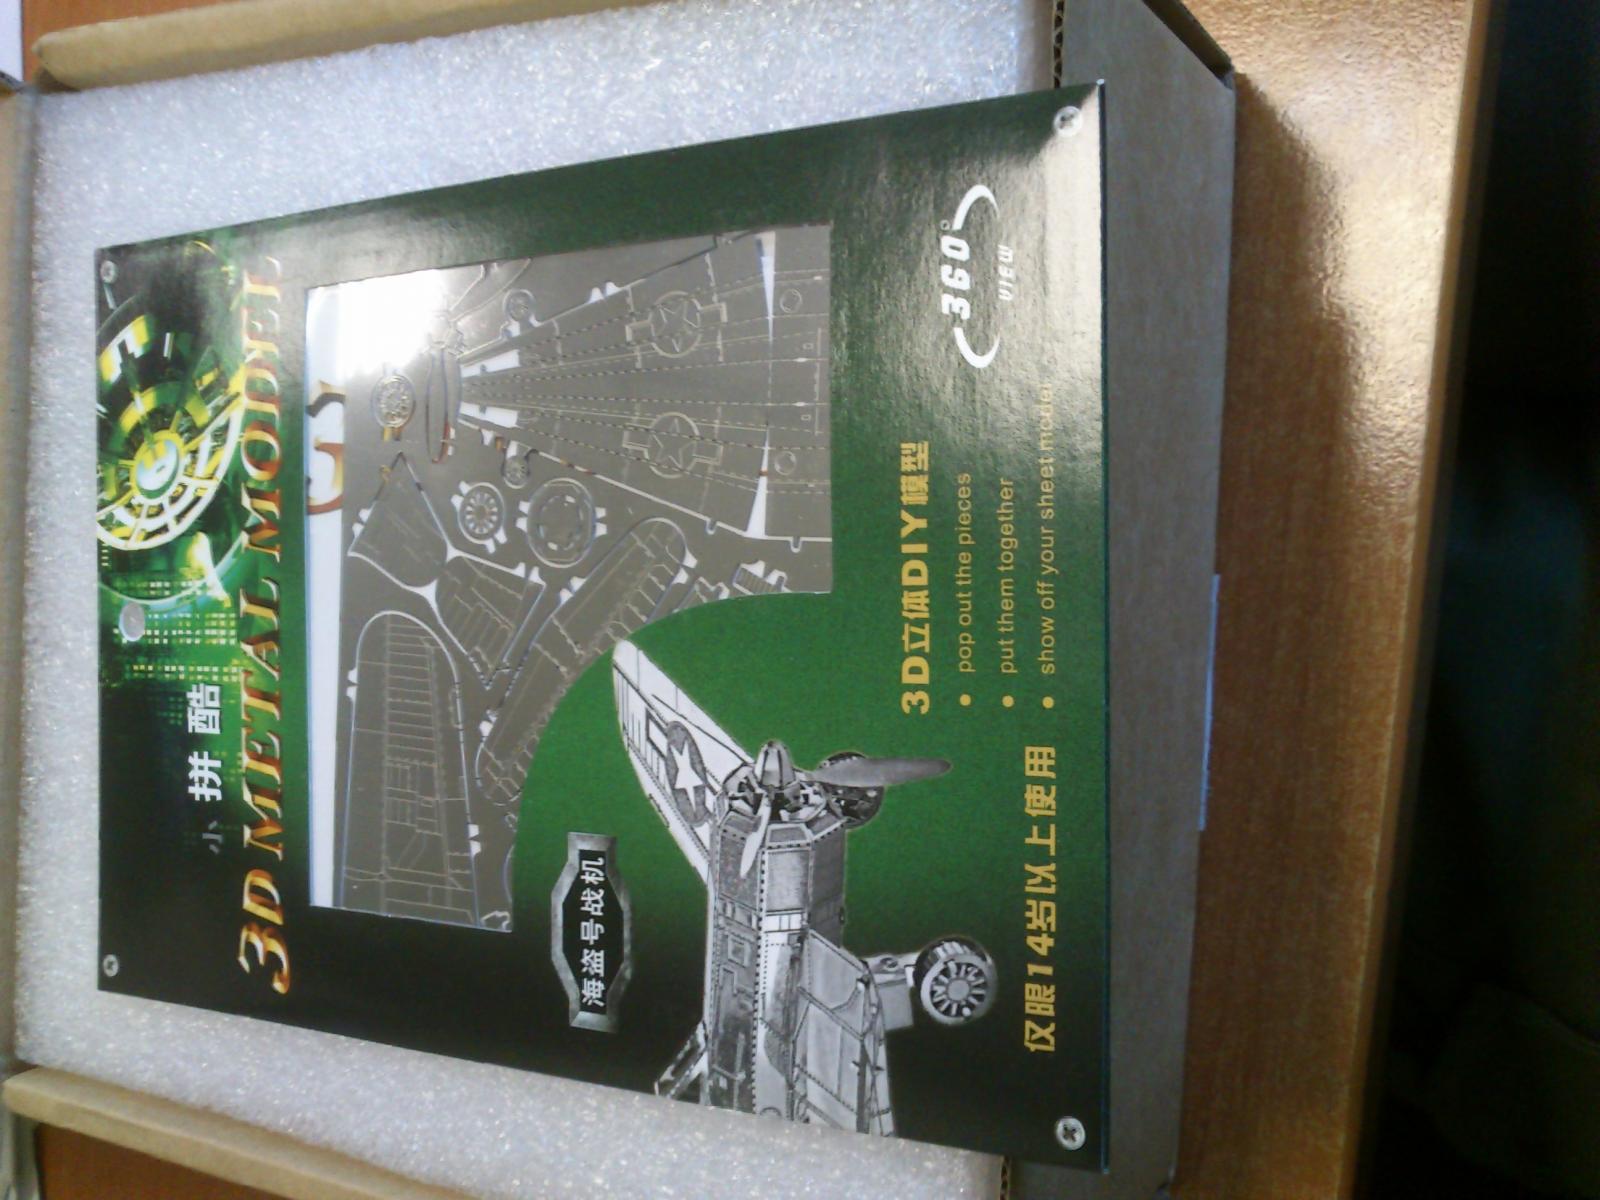 小 拼 酷
3D METAL MODEL
海盗号战机
3D立体DIY模型
• pop out the pieces
• put them together
• show off your sheet model
仅限14岁以上使用
360°
VIEW